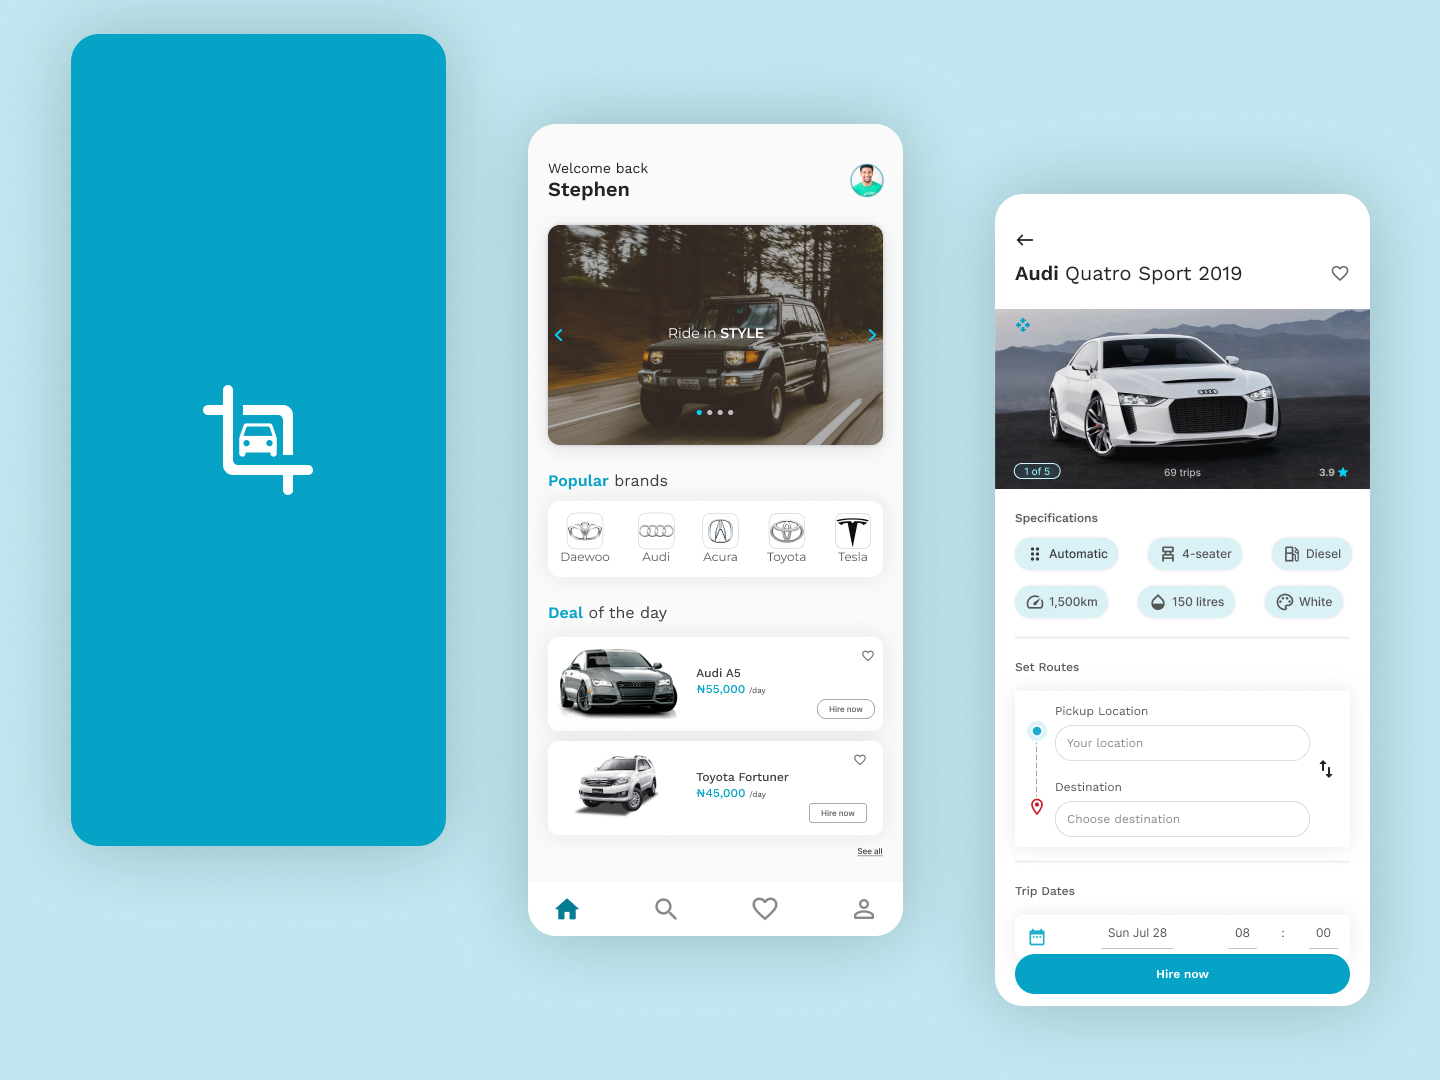 Welcome back
Stephen
Ride in STYLE
Popular brands
Daewoo
Audi
Acura
Toyota
Tesla
Deal of the day
Audi A5
₦55,000 /day
Hire now
Toyota Fortuner
₦45,000 /day
Hire now
See all
Audi Quatro Sport 2019
1 of 5
69 trips
3.9
Specifications
Automatic
4-seater
Diesel
1,500km
150 litres
White
Set Routes
Pickup Location
Your location
Destination
Choose destination
Trip Dates
Sun Jul 28
08 : 00
Hire now